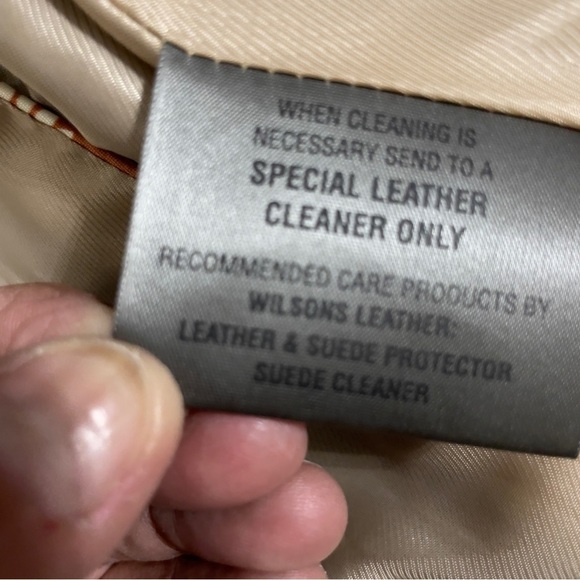 WHEN CLEANING IS
NECESSARY SEND TO A
SPECIAL LEATHER
CLEANER ONLY
RECOMMENDED CARE PRODUCTS BY
WILSONS LEATHER:
LEATHER & SUEDE PROTECTOR
SUEDE CLEANER